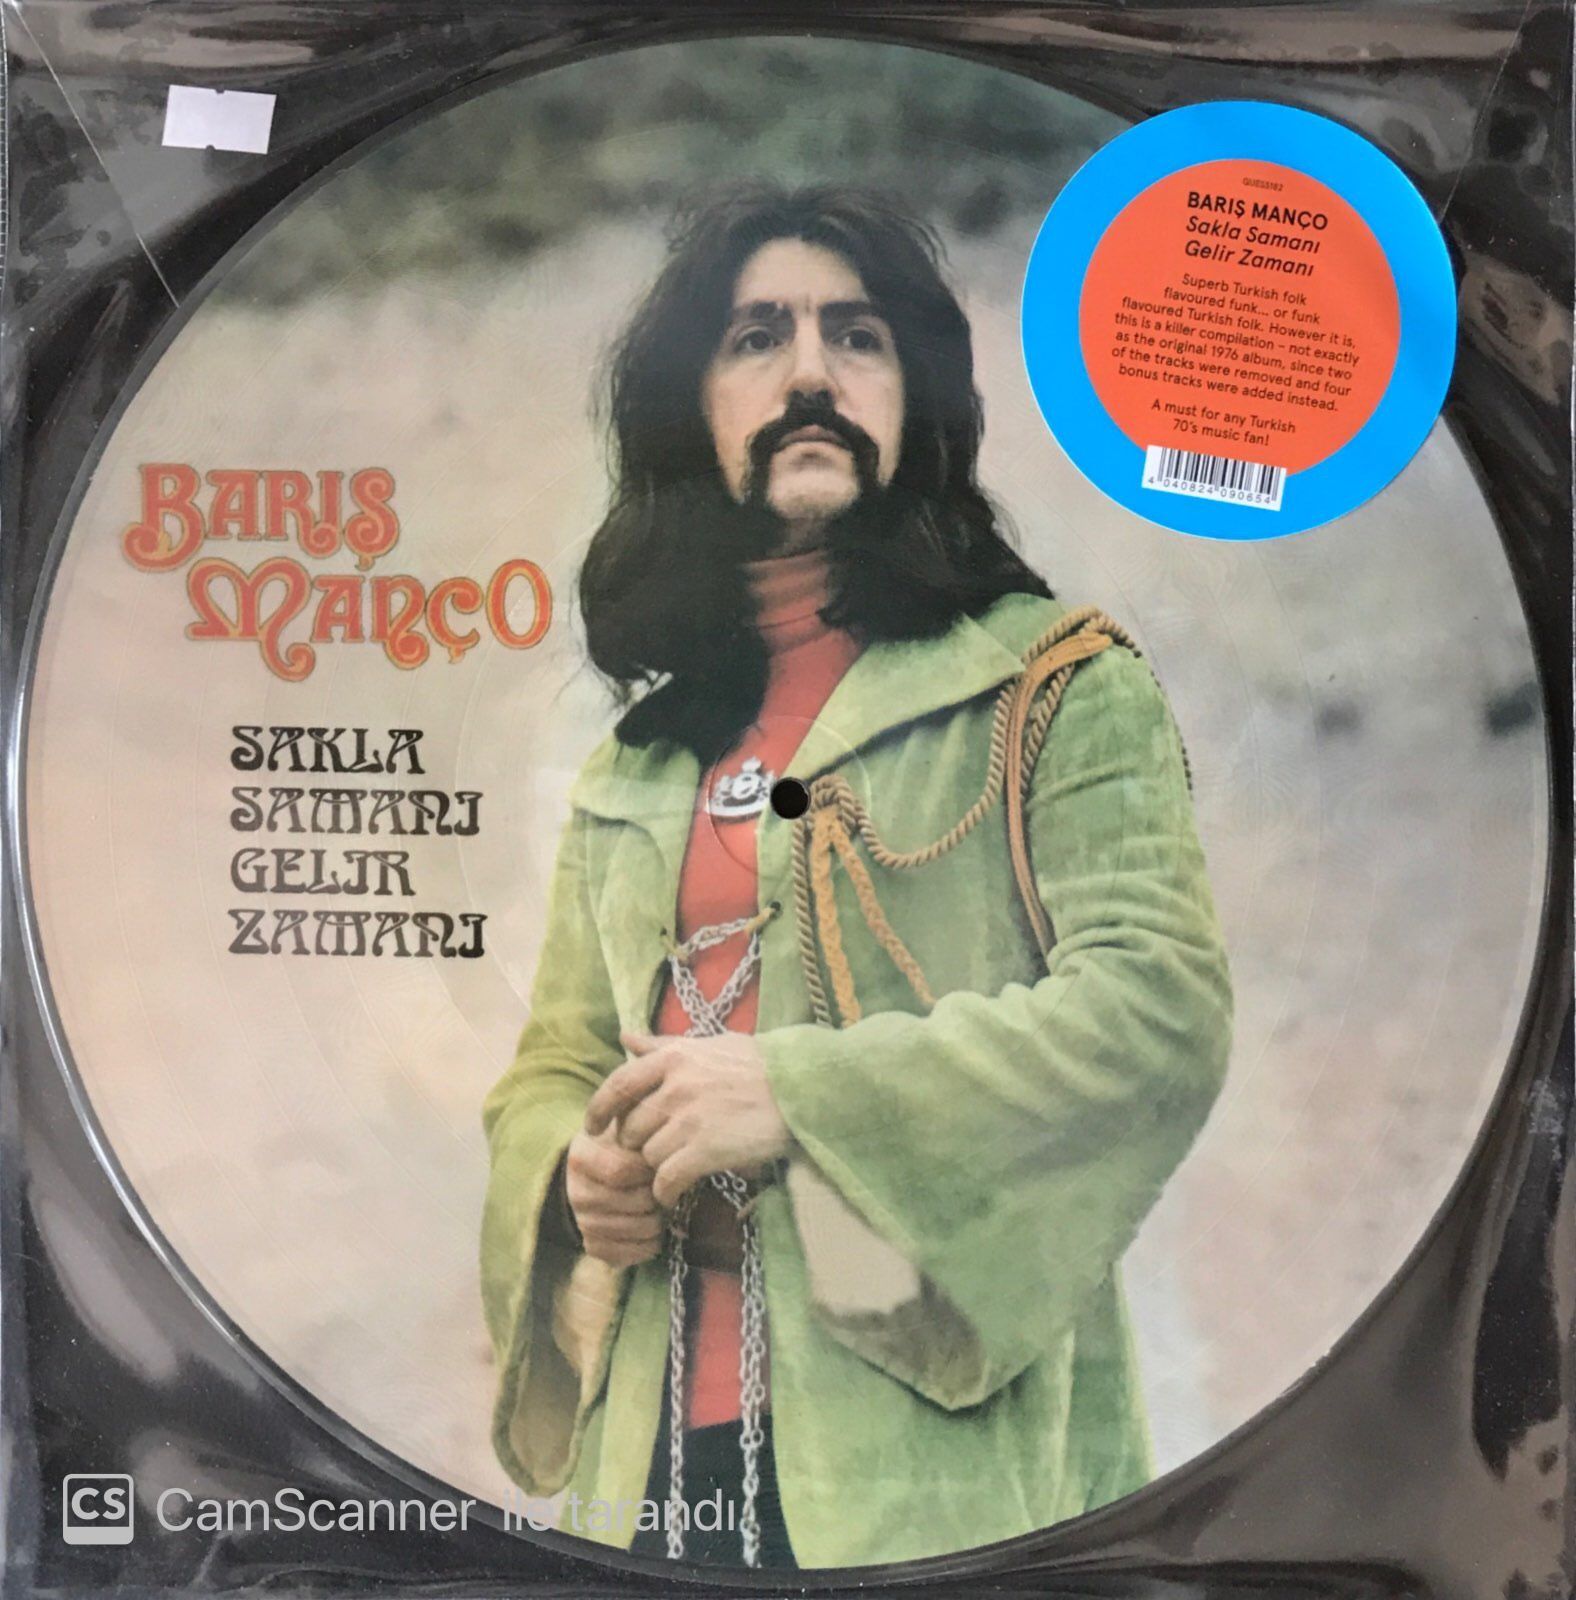 BARIŞ
MANÇO
SAKLA
SAMANI
GELIR
ZAMANI
GUESS182
BARIŞ MANÇO
Sakla Samanı
Gelir Zamanı
Superb Turkish folk
flavoured funk... or funk
flavoured Turkish folk. However it is,
this is a killer compilation – not exactly
as the original 1976 album, since two
of the tracks were removed and four
bonus tracks were added instead.
A must for any Turkish
70's music fan!
4 040824 090654
CS CamScanner ile tarandı